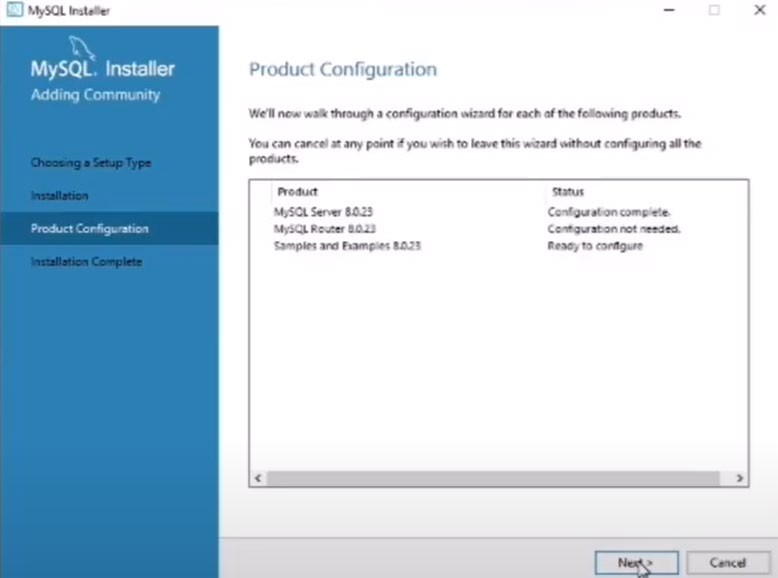 MySQL Installer
MySQL. Installer
Adding Community
Choosing a Setup Type
Installation
Product Configuration
Installation Complete
Product Configuration
We'll now walk through a configuration wizard for each of the following products.
You can cancel at any point if you wish to leave this wizard without configuring all the
products.
Product Status
MySQL Server 8.0.23 Configuration complete.
MySQL Router 8.0.23 Configuration not needed.
Samples and Examples 8.0.23 Ready to configure
Next > Cancel